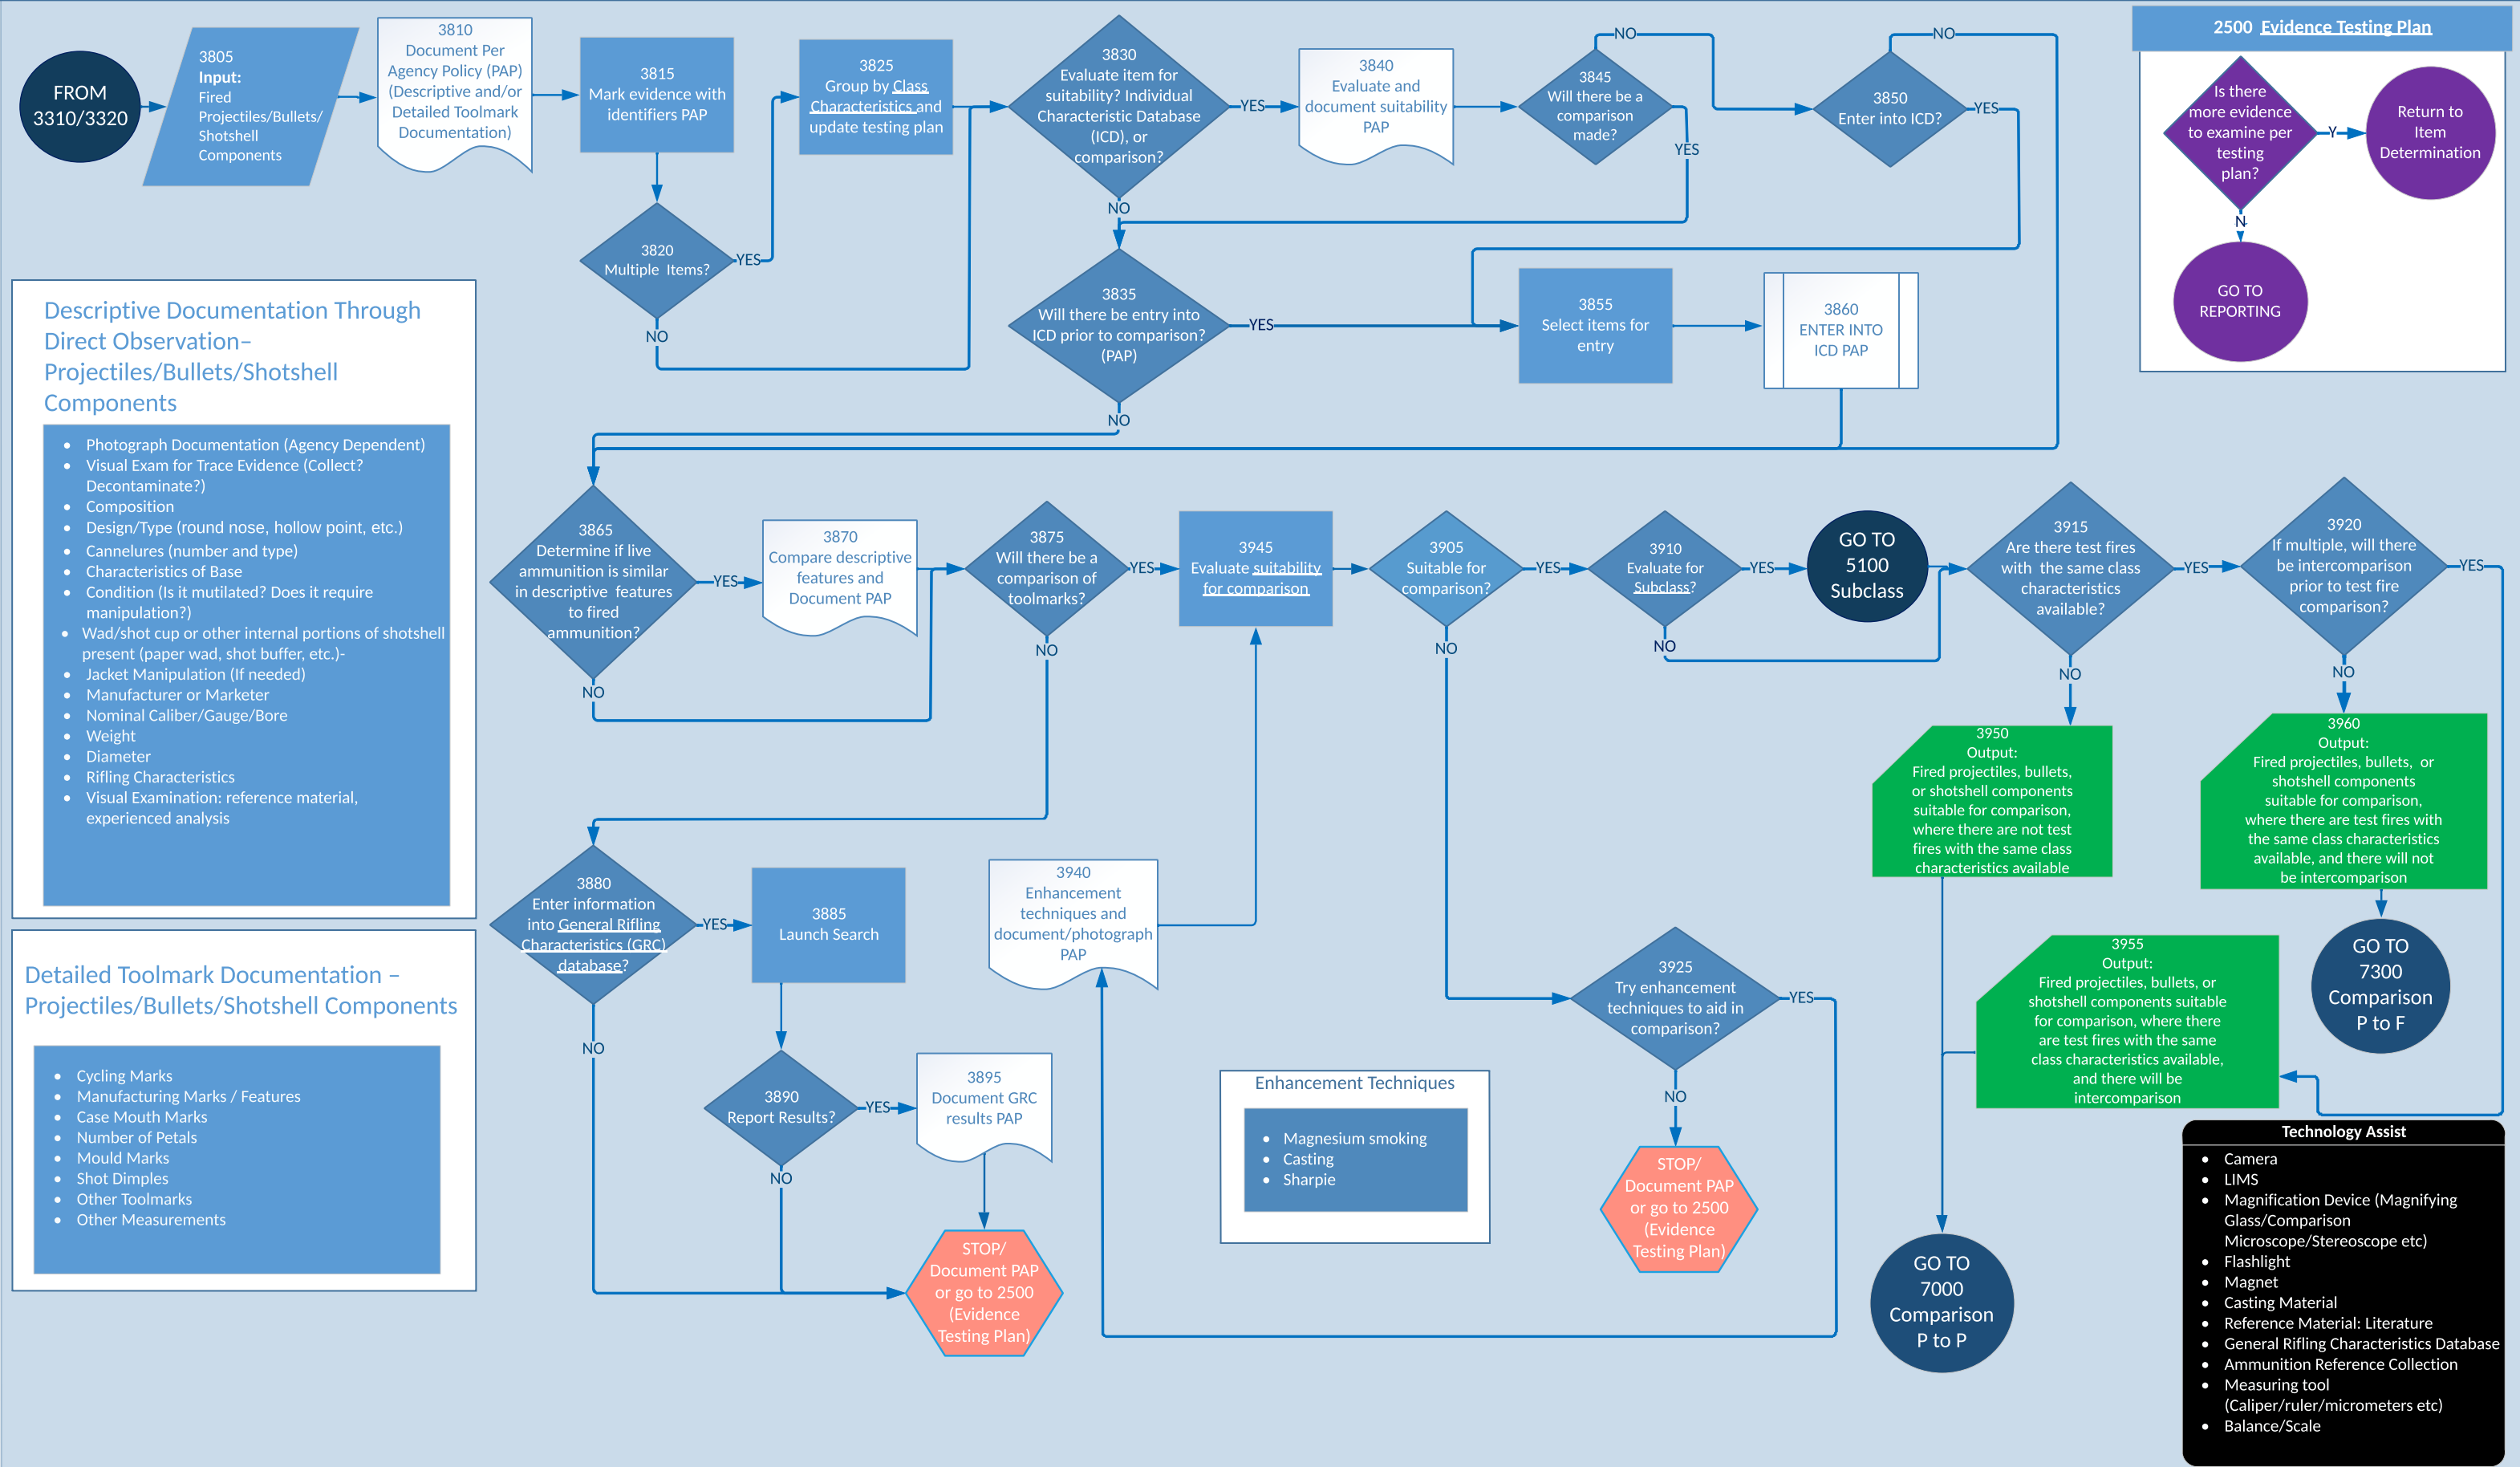 FROM
3310/3320
3805
Input:
Fired
Projectiles/Bullets/
Shotshell
Components
3810
Document Per
Agency Policy (PAP)
(Descriptive and/or
Detailed Toolmark
Documentation)
3815
Mark evidence with
identifiers PAP
3820
Multiple Items?
YES
NO
3825
Group by Class
Characteristics and
update testing plan
3830
Evaluate item for
suitability? Individual
Characteristic Database
(ICD), or
comparison?
YES
NO
3840
Evaluate and
document suitability
PAP
3845
Will there be a
comparison
made?
NO
YES
3850
Enter into ICD?
NO
YES
3835
Will there be entry into
ICD prior to comparison?
(PAP)
YES
NO
3855
Select items for
entry
3860
ENTER INTO
ICD PAP
2500 Evidence Testing Plan
Is there
more evidence
to examine per
testing
plan?
Y
N
Return to
Item
Determination
GO TO
REPORTING
Descriptive Documentation Through
Direct Observation–
Projectiles/Bullets/Shotshell
Components
• Photograph Documentation (Agency Dependent)
• Visual Exam for Trace Evidence (Collect?
Decontaminate?)
• Composition
• Design/Type (round nose, hollow point, etc.)
• Cannelures (number and type)
• Characteristics of Base
• Condition (Is it mutilated? Does it require
manipulation?)
• Wad/shot cup or other internal portions of shotshell
present (paper wad, shot buffer, etc.)-
• Jacket Manipulation (If needed)
• Manufacturer or Marketer
• Nominal Caliber/Gauge/Bore
• Weight
• Diameter
• Rifling Characteristics
• Visual Examination: reference material,
experienced analysis
3865
Determine if live
ammunition is similar
in descriptive features
to fired
ammunition?
YES
NO
3870
Compare descriptive
features and
Document PAP
3875
Will there be a
comparison of
toolmarks?
YES
NO
3945
Evaluate suitability
for comparison
3905
Suitable for
comparison?
YES
NO
3910
Evaluate for
Subclass?
YES
NO
GO TO
5100
Subclass
3915
Are there test fires
with the same class
characteristics
available?
YES
NO
3920
If multiple, will there
be intercomparison
prior to test fire
comparison?
YES
NO
3950
Output:
Fired projectiles, bullets,
or shotshell components
suitable for comparison,
where there are not test
fires with the same class
characteristics available
3960
Output:
Fired projectiles, bullets, or
shotshell components
suitable for comparison,
where there are test fires with
the same class characteristics
available, and there will not
be intercomparison
3880
Enter information
into General Rifling
Characteristics (GRC)
database?
YES
NO
3885
Launch Search
3890
Report Results?
YES
NO
3895
Document GRC
results PAP
STOP/
Document PAP
or go to 2500
(Evidence
Testing Plan)
3940
Enhancement
techniques and
document/photograph
PAP
Enhancement Techniques
• Magnesium smoking
• Casting
• Sharpie
3925
Try enhancement
techniques to aid in
comparison?
YES
NO
STOP/
Document PAP
or go to 2500
(Evidence
Testing Plan)
3955
Output:
Fired projectiles, bullets, or
shotshell components suitable
for comparison, where there
are test fires with the same
class characteristics available,
and there will be
intercomparison
GO TO
7300
Comparison
P to F
GO TO
7000
Comparison
P to P
Detailed Toolmark Documentation –
Projectiles/Bullets/Shotshell Components
• Cycling Marks
• Manufacturing Marks / Features
• Case Mouth Marks
• Number of Petals
• Mould Marks
• Shot Dimples
• Other Toolmarks
• Other Measurements
Technology Assist
• Camera
• LIMS
• Magnification Device (Magnifying
Glass/Comparison
Microscope/Stereoscope etc)
• Flashlight
• Magnet
• Casting Material
• Reference Material: Literature
• General Rifling Characteristics Database
• Ammunition Reference Collection
• Measuring tool
(Caliper/ruler/micrometers etc)
• Balance/Scale